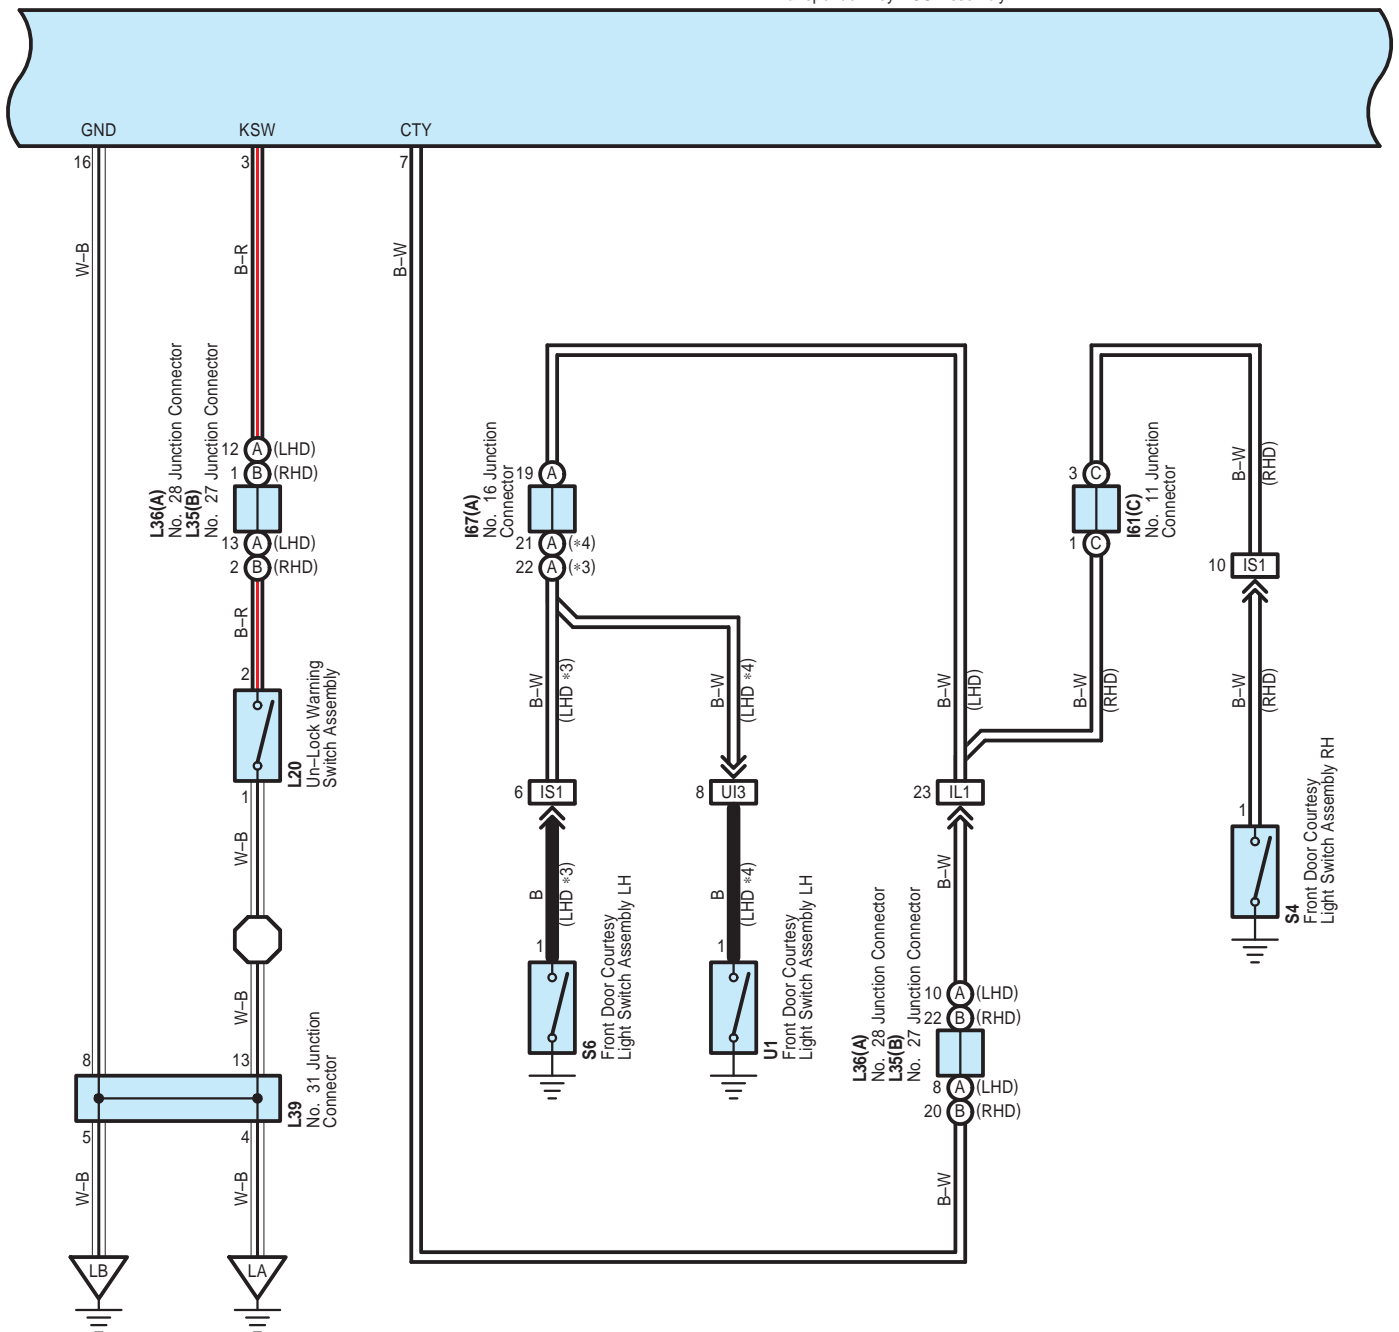 GND
KSW
CTY
16
3
7
W–B
B–R
B–W
L36(A)
No. 28 Junction Connector
L35(B)
No. 27 Junction Connector
12 A (LHD)
1 B (RHD)
13 A (LHD)
2 B (RHD)
B–R
2
L20
Un–Lock Warning
Switch Assembly
1
W–B
W–B
8
13
L39
No. 31 Junction
Connector
5
4
W–B
W–B
LB
LA
I67(A)
No. 16 Junction
Connector
19 A
21 A (*4)
22 A (*3)
B–W
(LHD *3)
B–W
(LHD *4)
6 IS1
8 UI3
B
(LHD *3)
B
(LHD *4)
1
1
S6
Front Door Courtesy
Light Switch Assembly LH
U1
Front Door Courtesy
Light Switch Assembly LH
B–W
(LHD)
23 IL1
B–W
L36(A)
No. 28 Junction Connector
L35(B)
No. 27 Junction Connector
10 A (LHD)
22 B (RHD)
8 A (LHD)
20 B (RHD)
B–W
3 C
1 C
I61(C)
No. 11 Junction
Connector
B–W
(RHD)
B–W
(RHD)
10 IS1
B–W
(RHD)
1
S4
Front Door Courtesy
Light Switch Assembly RH